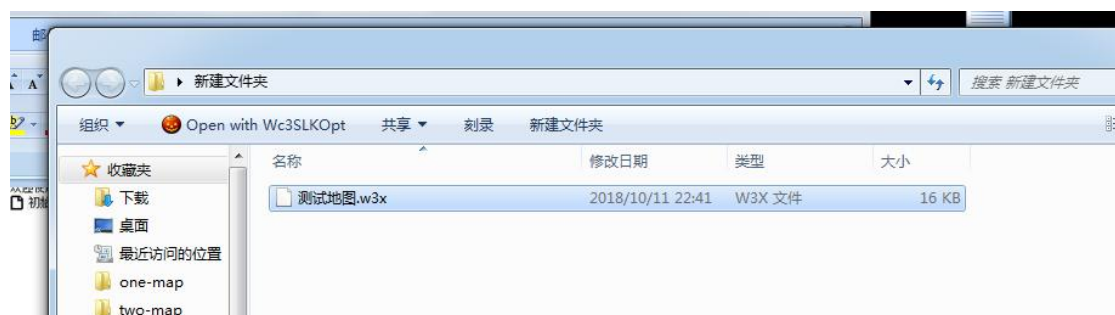 邮
新建文件夹
搜索 新建文件夹
A A
组织 Open with Wc3SLKOpt 共享 刻录 新建文件夹
名称 修改日期 类型 大小
收藏夹
下载
测试地图.w3x 2018/10/11 22:41 W3X 文件 16 KB
桌面
最近访问的位置
one-map
two-map